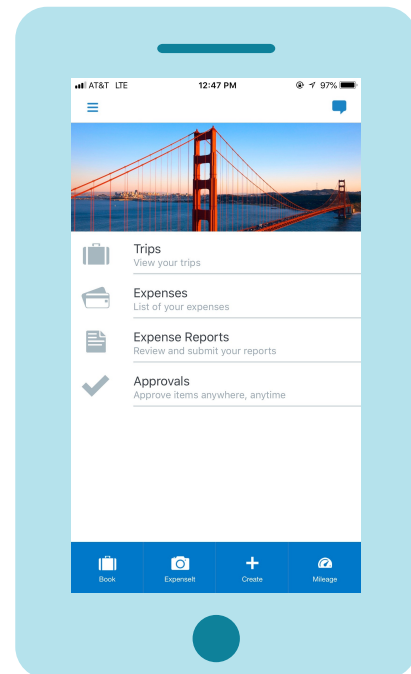 AT&T LTE 12:47 PM 97%
Trips
View your trips
Expenses
List of your expenses
Expense Reports
Review and submit your reports
Approvals
Approve items anywhere, anytime
Book ExpenseIt Create Mileage